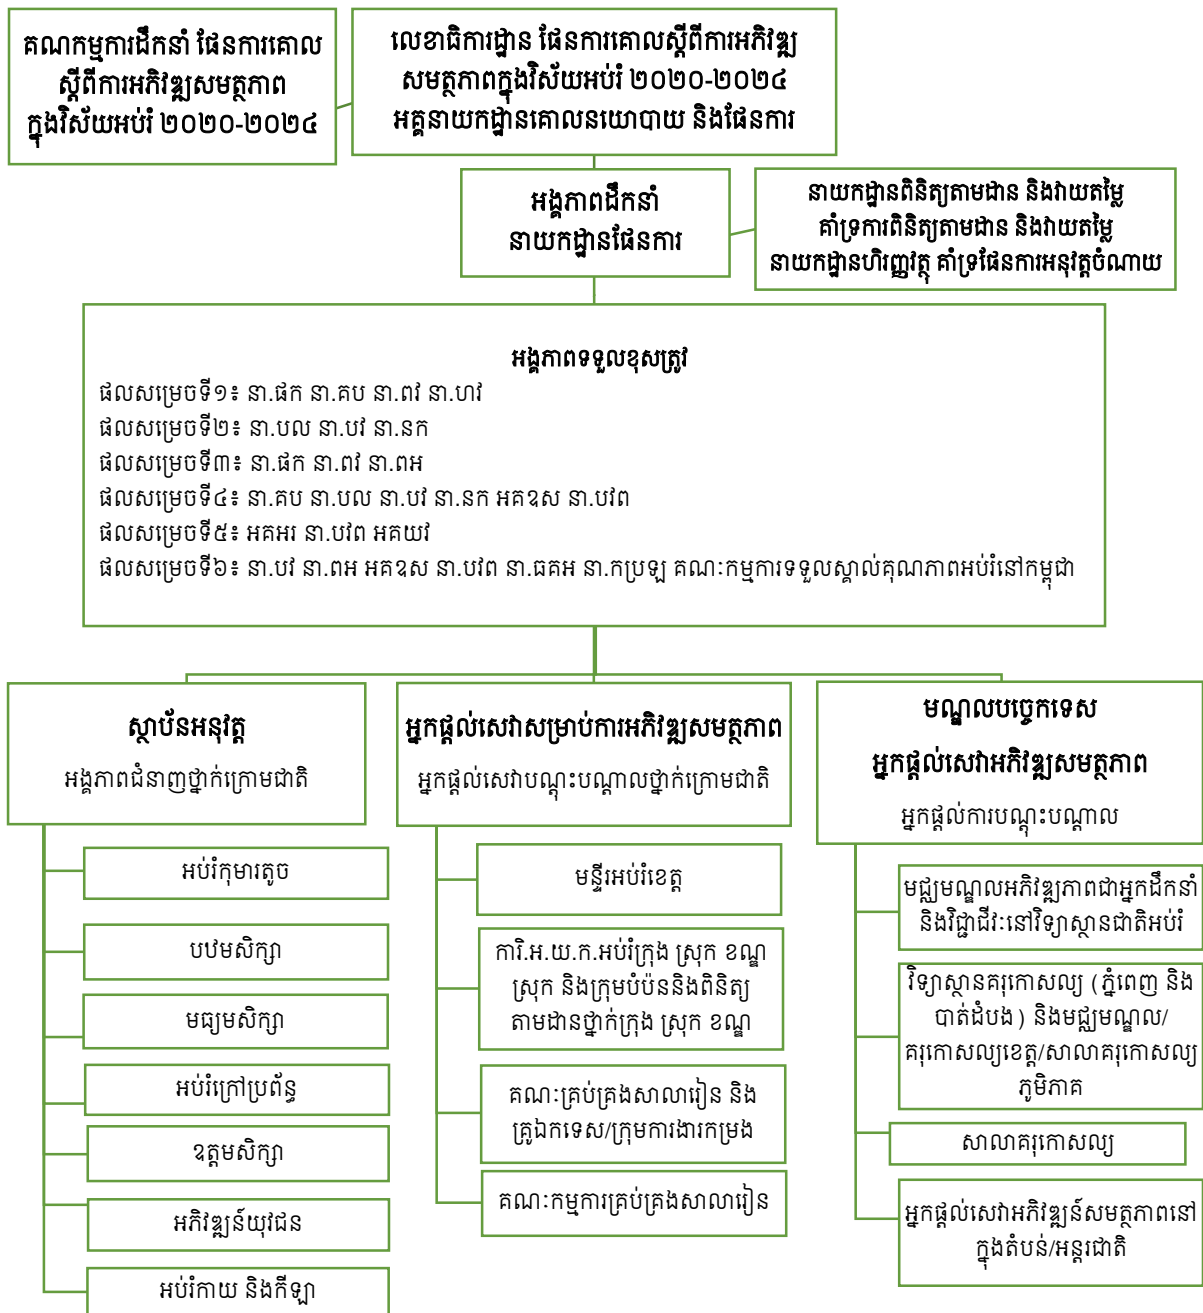 គណកម្មការដឹកនាំ ផែនការគោល
ស្តីពីការអភិវឌ្ឍសមត្ថភាព
ក្នុងវិស័យអប់រំ ២០២០-២០២៤
លេខាធិការដ្ឋាន ផែនការគោលស្តីពីការអភិវឌ្ឍ
សមត្ថភាពក្នុងវិស័យអប់រំ ២០២០-២០២៤
អគ្គនាយកដ្ឋានគោលនយោបាយ និងផែនការ
អង្គភាពដឹកនាំ
នាយកដ្ឋានផែនការ
នាយកដ្ឋានពិនិត្យតាមដាន និងវាយតម្លៃ
គាំទ្រការពិនិត្យតាមដាន និងវាយតម្លៃ
នាយកដ្ឋានហិរញ្ញវត្ថុ គាំទ្រផែនការអនុវត្តចំណាយ
អង្គភាពទទួលខុសត្រូវ
ផលសម្រេចទី១៖ នា.ផក នា.គប នា.ពវ នា.ហវ
ផលសម្រេចទី២៖ នា.បល នា.បវ នា.នក
ផលសម្រេចទី៣៖ នា.ផក នា.ពវ នា.ពអ
ផលសម្រេចទី៤៖ នា.គប នា.បល នា.បវ នា.នក អគឧស នា.បវព
ផលសម្រេចទី៥៖ អគអរ នា.បវព អគយវ
ផលសម្រេចទី៦៖ នា.បវ នា.ពអ អគឧស នា.បវព នា.ធគអ នា.កប្រឡ គណៈកម្មការទទួលស្គាល់គុណភាពអប់រំនៅកម្ពុជា
ស្ថាប័នអនុវត្ត
អង្គភាពជំនាញថ្នាក់ក្រោមជាតិ
អប់រំកុមារតូច
បឋមសិក្សា
មធ្យមសិក្សា
អប់រំក្រៅប្រព័ន្ធ
ឧត្តមសិក្សា
អភិវឌ្ឍន៍យុវជន
អប់រំកាយ និងកីឡា
អ្នកផ្តល់សេវាសម្រាប់ការអភិវឌ្ឍសមត្ថភាព
អ្នកផ្តល់សេវាបណ្តុះបណ្តាលថ្នាក់ក្រោមជាតិ
មន្ទីរអប់រំខេត្ត
ការិ.អ.យ.ក.អប់រំក្រុង ស្រុក ខណ្ឌ
ស្រុក និងក្រុមបំប៉ននិងពិនិត្យ
តាមដានថ្នាក់ក្រុង ស្រុក ខណ្ឌ
គណៈគ្រប់គ្រងសាលារៀន និង
គ្រូឯកទេស/ក្រុមការងារកម្រង
គណៈកម្មការគ្រប់គ្រងសាលារៀន
មណ្ឌលបច្ចេកទេស
អ្នកផ្តល់សេវាអភិវឌ្ឍសមត្ថភាព
អ្នកផ្តល់ការបណ្តុះបណ្តាល
មជ្ឈមណ្ឌលអភិវឌ្ឍភាពជាអ្នកដឹកនាំ
និងវិជ្ជាជីវៈនៅវិទ្យាស្ថានជាតិអប់រំ
វិទ្យាស្ថានគរុកោសល្យ (ភ្នំពេញ និង
បាត់ដំបង) និងមជ្ឈមណ្ឌល/
គរុកោសល្យខេត្ត/សាលាគរុកោសល្យ
ភូមិភាគ
សាលាគរុកោសល្យ
អ្នកផ្តល់សេវាអភិវឌ្ឍន៍សមត្ថភាពនៅ
ក្នុងតំបន់/អន្តរជាតិ